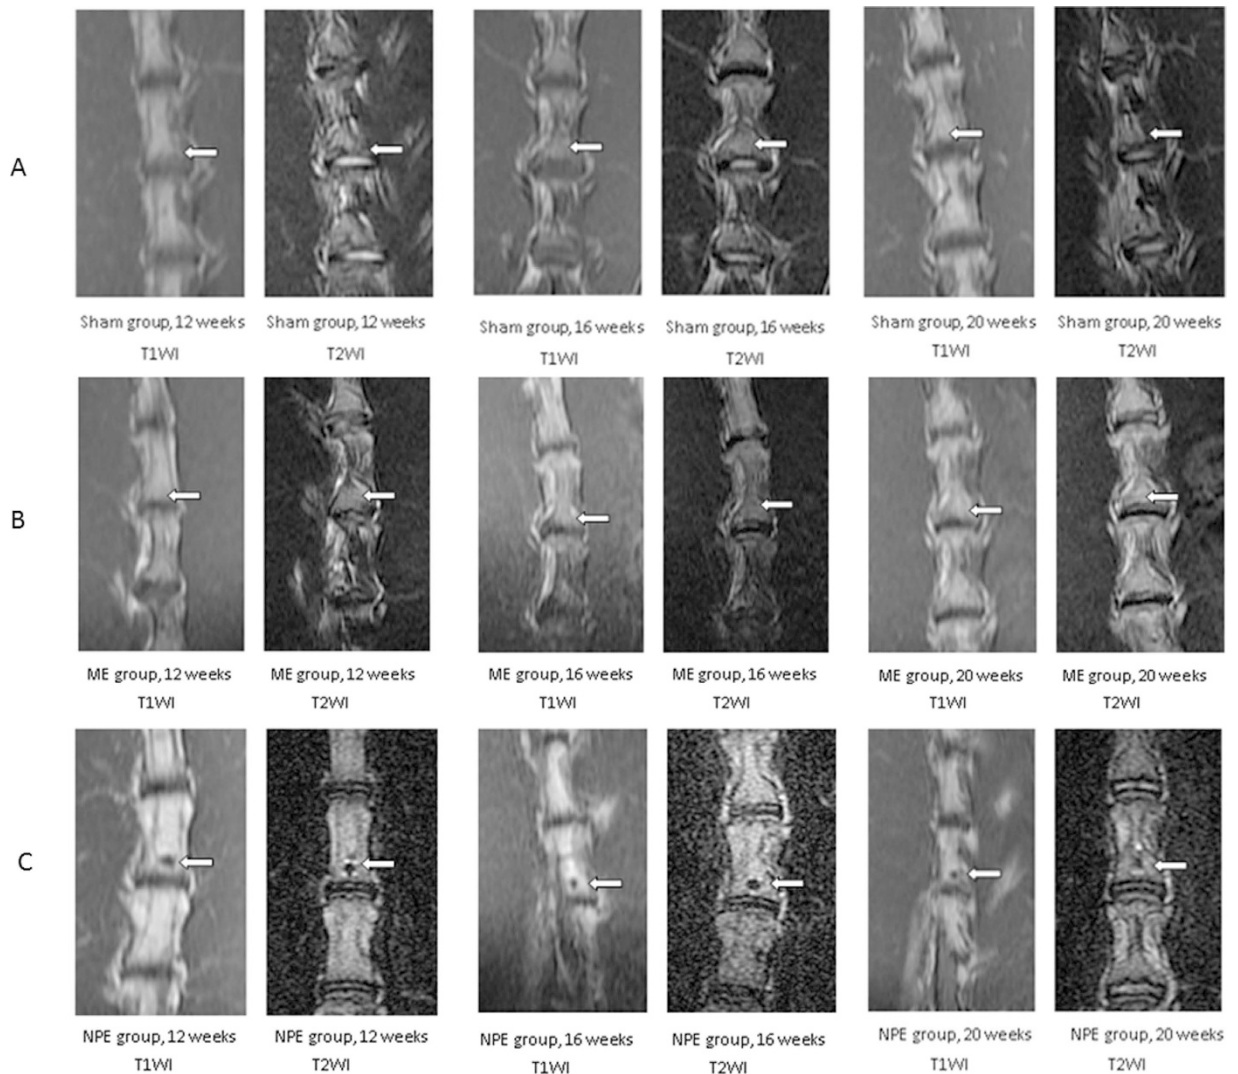 A
Sham group, 12 weeks
T1WI
Sham group, 12 weeks
T2WI
Sham group, 16 weeks
T1WI
Sham group, 16 weeks
T2WI
Sham group, 20 weeks
T1WI
Sham group, 20 weeks
T2WI
B
ME group, 12 weeks
T1WI
ME group, 12 weeks
T2WI
ME group, 16 weeks
T1WI
ME group, 16 weeks
T2WI
ME group, 20 weeks
T1WI
ME group, 20 weeks
T2WI
C
NPE group, 12 weeks
T1WI
NPE group, 12 weeks
T2WI
NPE group, 16 weeks
T1WI
NPE group, 16 weeks
T2WI
NPE group, 20 weeks
T1WI
NPE group, 20 weeks
T2WI